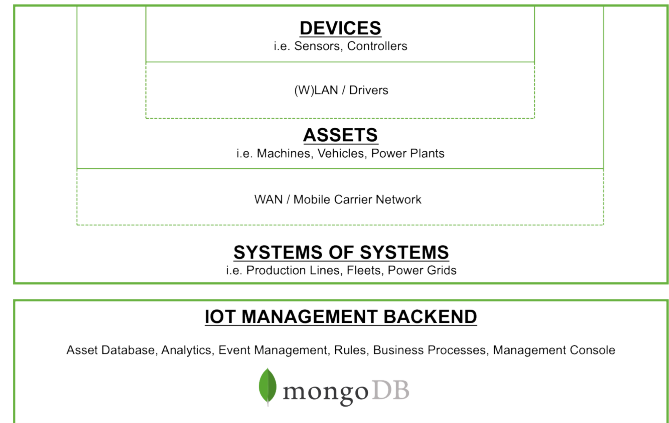 DEVICES
i.e. Sensors, Controllers
(W)LAN / Drivers
ASSETS
i.e. Machines, Vehicles, Power Plants
WAN / Mobile Carrier Network
SYSTEMS OF SYSTEMS
i.e. Production Lines, Fleets, Power Grids
IOT MANAGEMENT BACKEND
Asset Database, Analytics, Event Management, Rules, Business Processes, Management Console
mongoDB